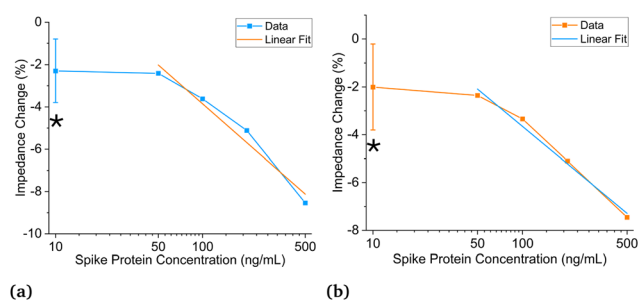 0
-2
-4
-6
-8
-10
Impedance Change (%)
Data
Linear Fit
*
10
50
100
500
Spike Protein Concentration (ng/mL)
(a)
0
-2
-4
-6
-8
Impedance Change (%)
Data
Linear Fit
*
10
50
100
500
Spike Protein Concentration (ng/mL)
(b)